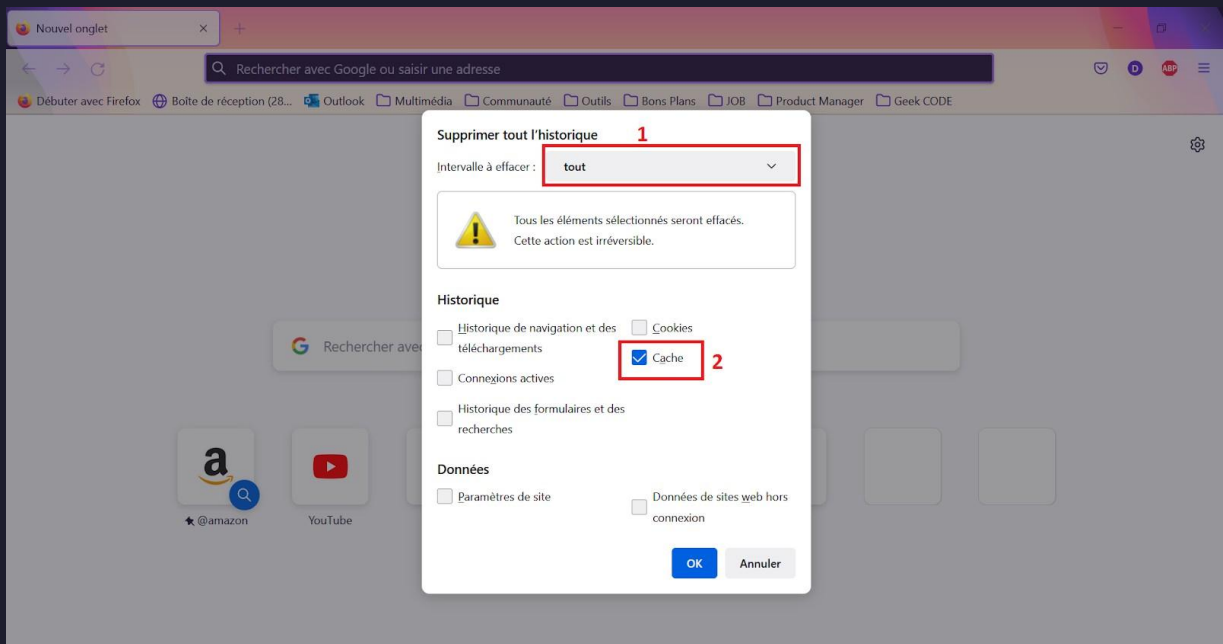 Nouvel onglet
Rechercher avec Google ou saisir une adresse
D
ABP
Débuter avec Firefox Boîte de réception (28... Outlook Multimédia Communauté Outils Bons Plans JOB Product Manager Geek CODE
Supprimer tout l'historique 1
Intervalle à effacer : tout
Tous les éléments sélectionnés seront effacés.
Cette action est irréversible.
Historique
Historique de navigation et des
téléchargements
Cookies
Cache 2
Connexions actives
Historique des formulaires et des
recherches
Données
Paramètres de site
Données de sites web hors
connexion
OK Annuler
G Rechercher avec
a
@amazon YouTube